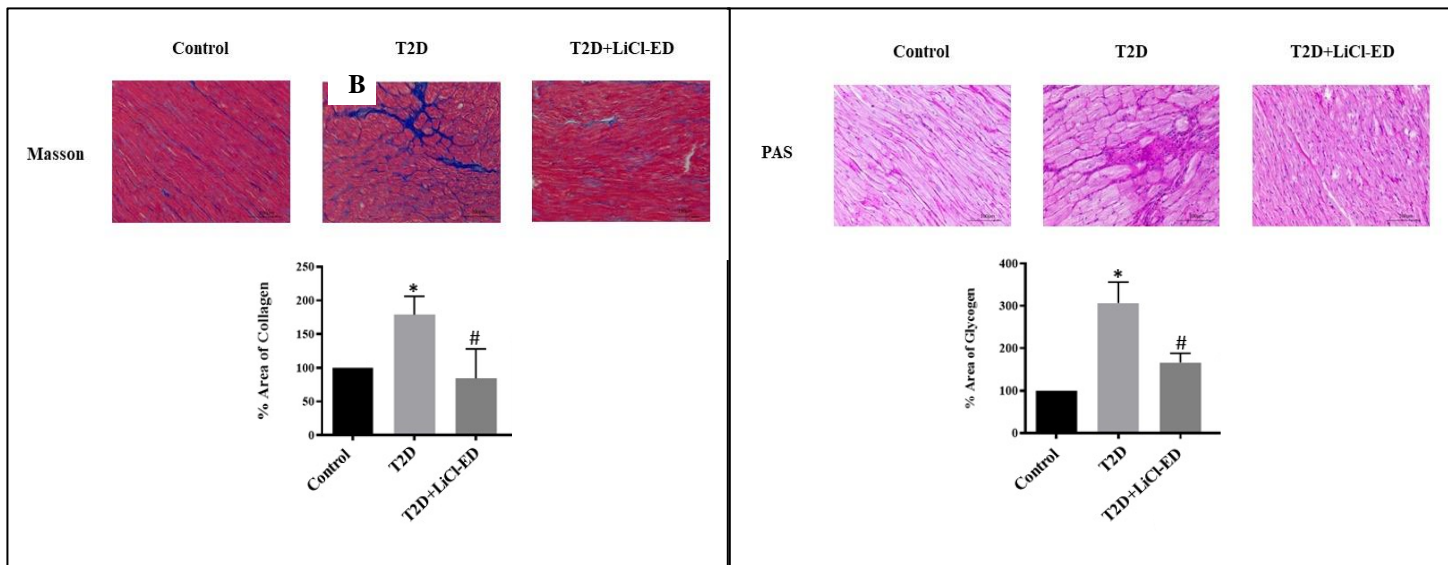 Control T2D T2D+LiCl-ED
B
Masson
250
200
150
100
50
0
% Area of Collagen
*
#
Control T2D T2D+LiCl-ED
Control T2D T2D+LiCl-ED
PAS
400
300
200
100
0
% Area of Glycogen
*
#
Control T2D T2D+LiCl-ED